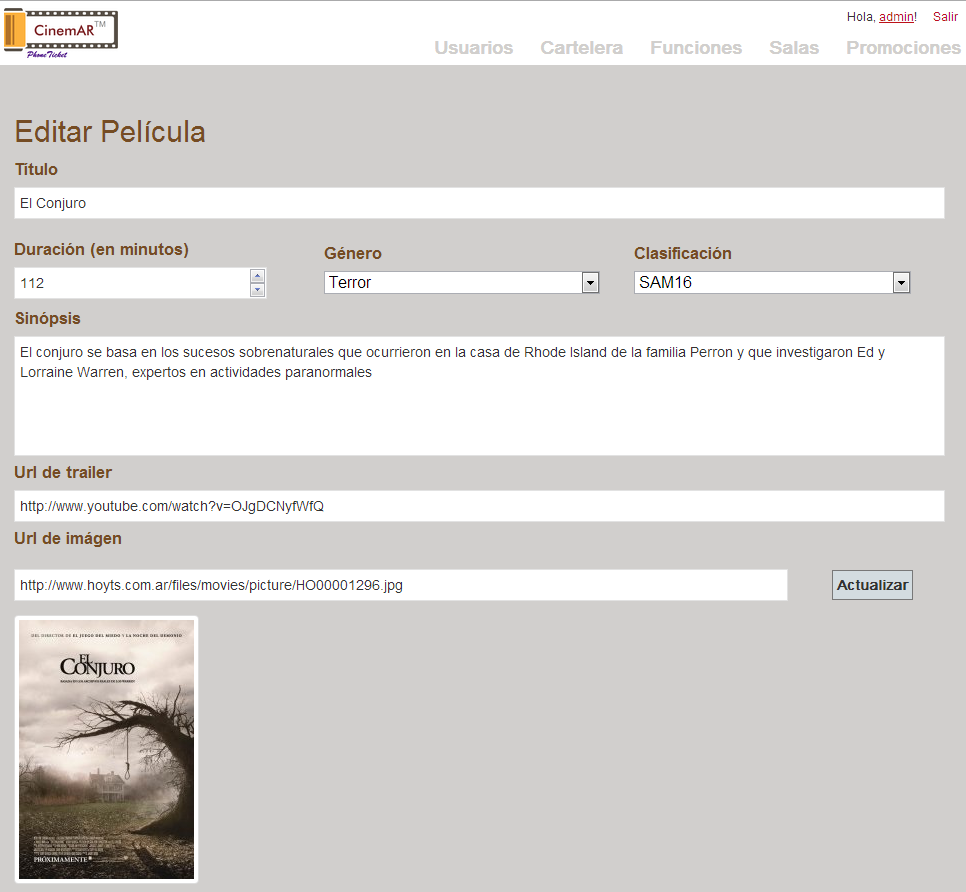 CinemAR™
PhoneTicket
Hola, admin! Salir
Usuarios Cartelera Funciones Salas Promociones
Editar Película
Título
El Conjuro
Duración (en minutos) Género Clasificación
112 Terror SAM16
Sinópsis
El conjuro se basa en los sucesos sobrenaturales que ocurrieron en la casa de Rhode Island de la familia Perron y que investigaron Ed y
Lorraine Warren, expertos en actividades paranormales
Url de trailer
http://www.youtube.com/watch?v=OJgDCNyfWfQ
Url de imágen
http://www.hoyts.com.ar/files/movies/picture/HO00001296.jpg
Actualizar
DEL DIRECTOR DE EL JUEGO DEL MIEDO Y LA NOCHE DEL DEMONIO
EL
CONJURO
PRÓXIMAMENTE